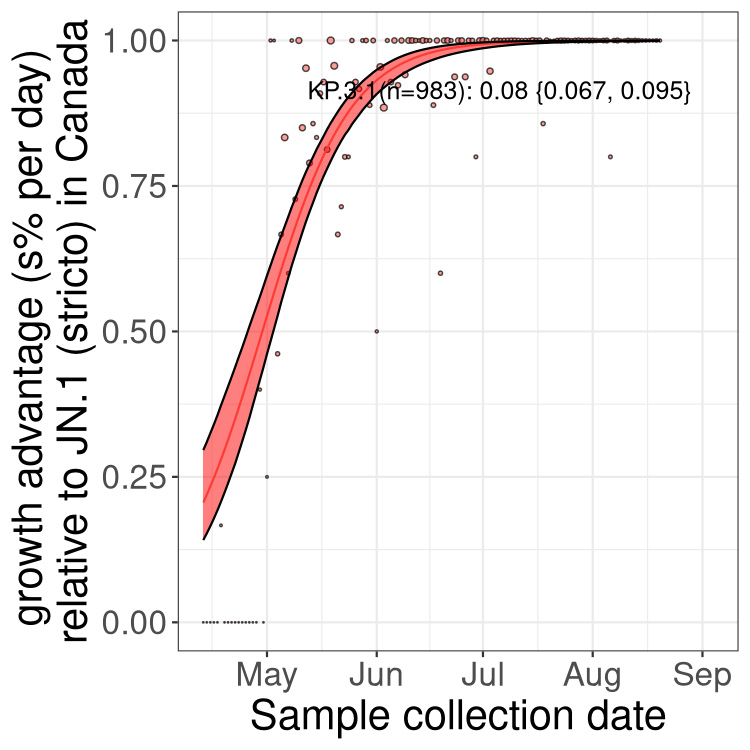 growth advantage (s% per day)
relative to JN.1 (stricto) in Canada
1.00
0.75
0.50
0.25
0.00
KP.3.1(n=983): 0.08 {0.067, 0.095}
May Jun Jul Aug Sep
Sample collection date